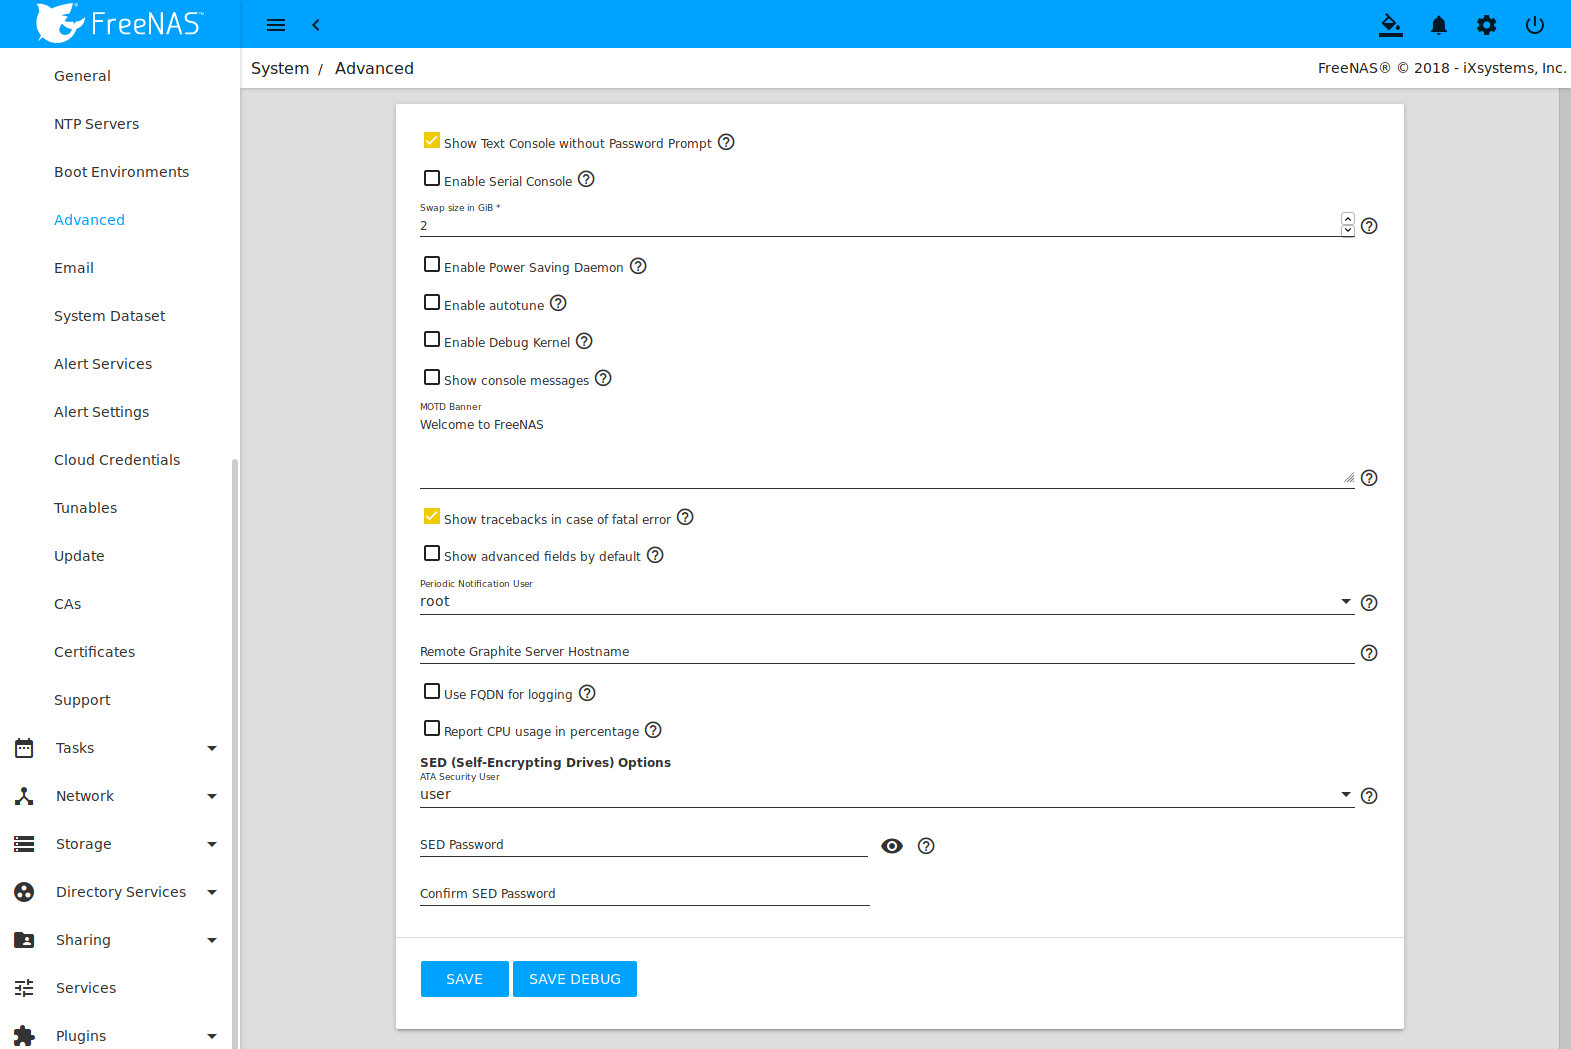 FreeNAS™
System / Advanced
FreeNAS® © 2018 - iXsystems, Inc.
General
NTP Servers
Boot Environments
Advanced
Email
System Dataset
Alert Services
Alert Settings
Cloud Credentials
Tunables
Update
CAs
Certificates
Support
Tasks
Network
Storage
Directory Services
Sharing
Services
Plugins
Show Text Console without Password Prompt
Enable Serial Console
Swap size in GiB *
2
Enable Power Saving Daemon
Enable autotune
Enable Debug Kernel
Show console messages
MOTD Banner
Welcome to FreeNAS
Show tracebacks in case of fatal error
Show advanced fields by default
Periodic Notification User
root
Remote Graphite Server Hostname
Use FQDN for logging
Report CPU usage in percentage
SED (Self-Encrypting Drives) Options
ATA Security User
user
SED Password
Confirm SED Password
SAVE SAVE DEBUG